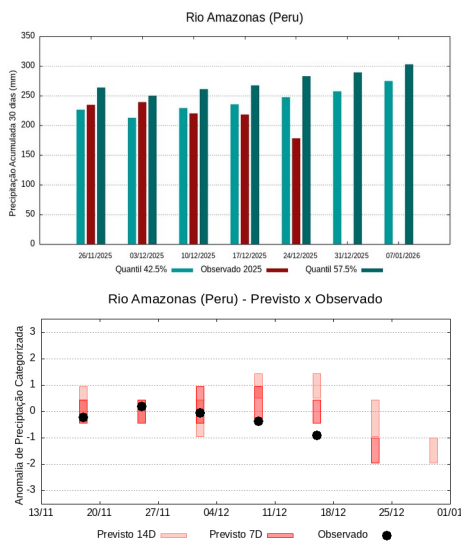 Rio Amazonas (Peru)
Precipitação Acumulada 30 dias (mm)
350
300
250
200
150
100
50
0
26/11/2025 03/12/2025 10/12/2025 17/12/2025 24/12/2025 31/12/2025 07/01/2026
Quantil 42.5% Observado 2025 Quantil 57.5%
Rio Amazonas (Peru) - Previsto x Observado
Anomalia de Preciptação Categorizada
3
2
1
0
-1
-2
-3
13/11 20/11 27/11 04/12 11/12 18/12 25/12 01/01
Previsto 14D Previsto 7D Observado